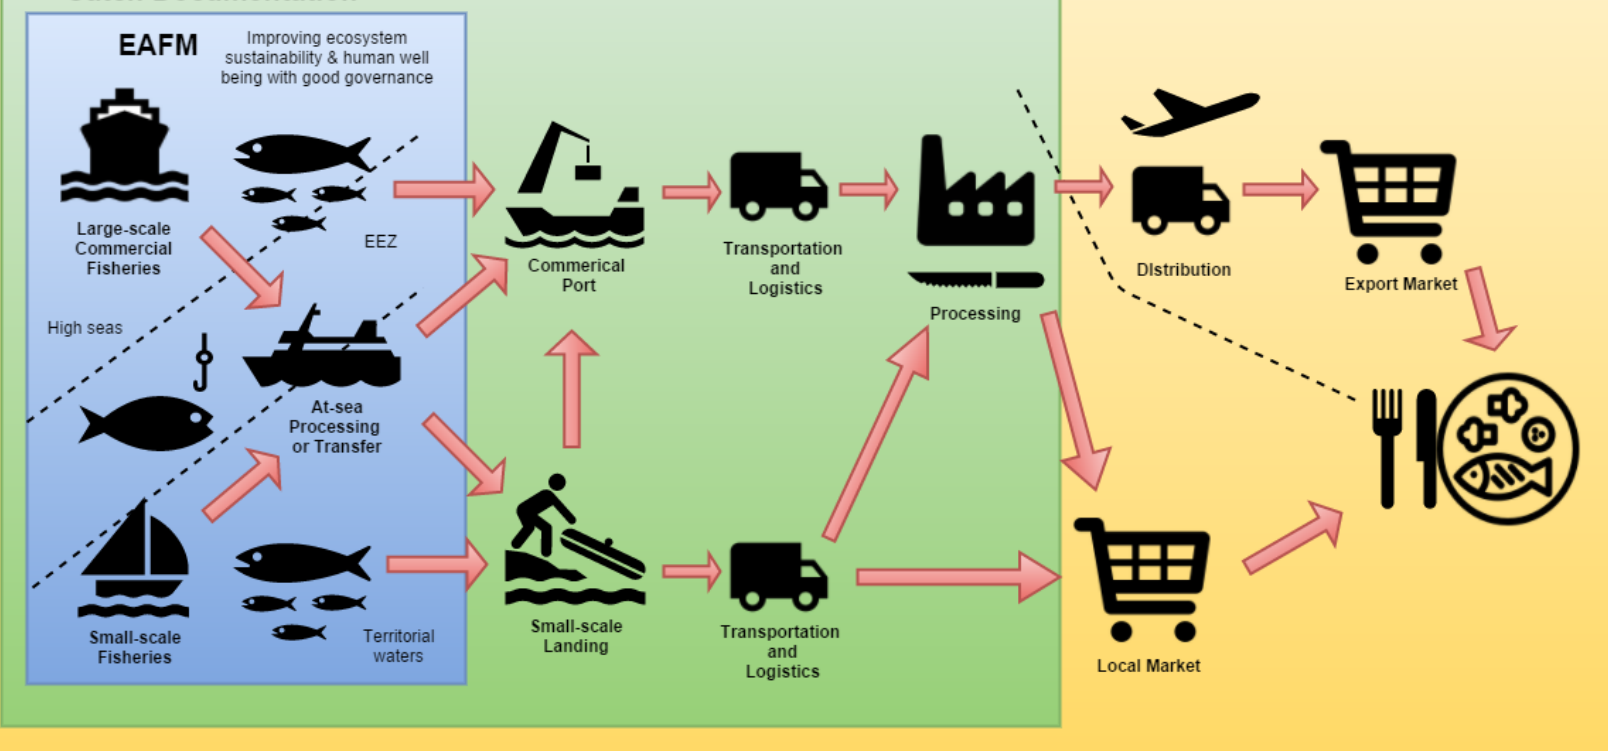 EAFM
Improving ecosystem
sustainability & human well
being with good governance
Large-scale
Commercial
Fisheries
EEZ
High seas
At-sea
Processing
or Transfer
Small-scale
Fisheries
Territorial
waters
Commerical
Port
Transportation
and
Logistics
Processing
DIstribution
Export Market
Small-scale
Landing
Transportation
and
Logistics
Local Market